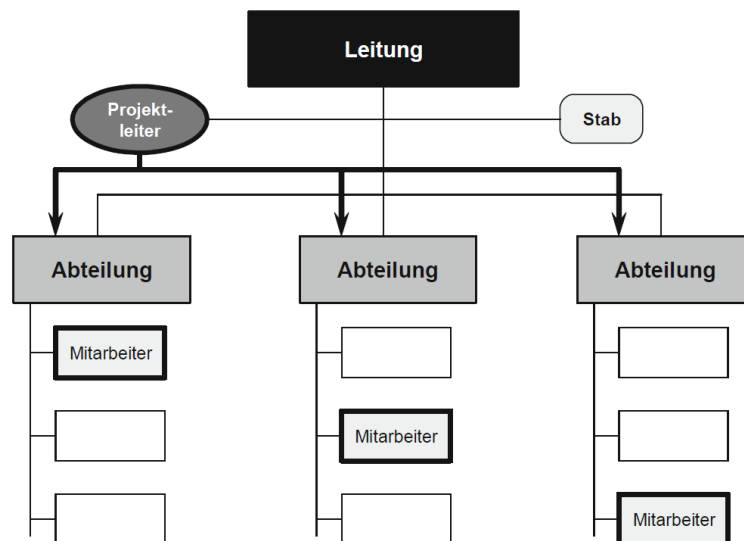 Leitung
Projekt-
leiter
Stab
Abteilung
Abteilung
Abteilung
Mitarbeiter
Mitarbeiter
Mitarbeiter